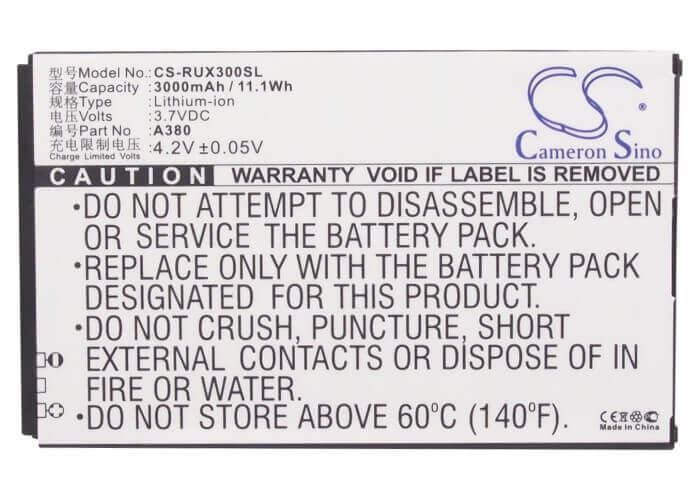 型号Model No.:CS-RUX300SL
容量Capacity:3000mAh / 11.1Wh
规格Type:Lithium-ion
电压Volts:3.7VDC
编号Part No:A380
充电限制电压:4.2V±0.05V
Charge Limited Volts
CS
Cameron Sino
CAUTION WARRANTY VOID IF LABEL IS REMOVED
•DO NOT ATTEMPT TO DISASSEMBLE, OPEN
OR SERVICE THE BATTERY PACK.
•REPLACE ONLY WITH THE BATTERY PACK
DESIGNATED FOR THIS PRODUCT.
•DO NOT CRUSH, PUNCTURE, SHORT
EXTERNAL CONTACTS OR DISPOSE OF IN
FIRE OR WATER.
•DO NOT STORE ABOVE 60°C (140°F).
Made In China